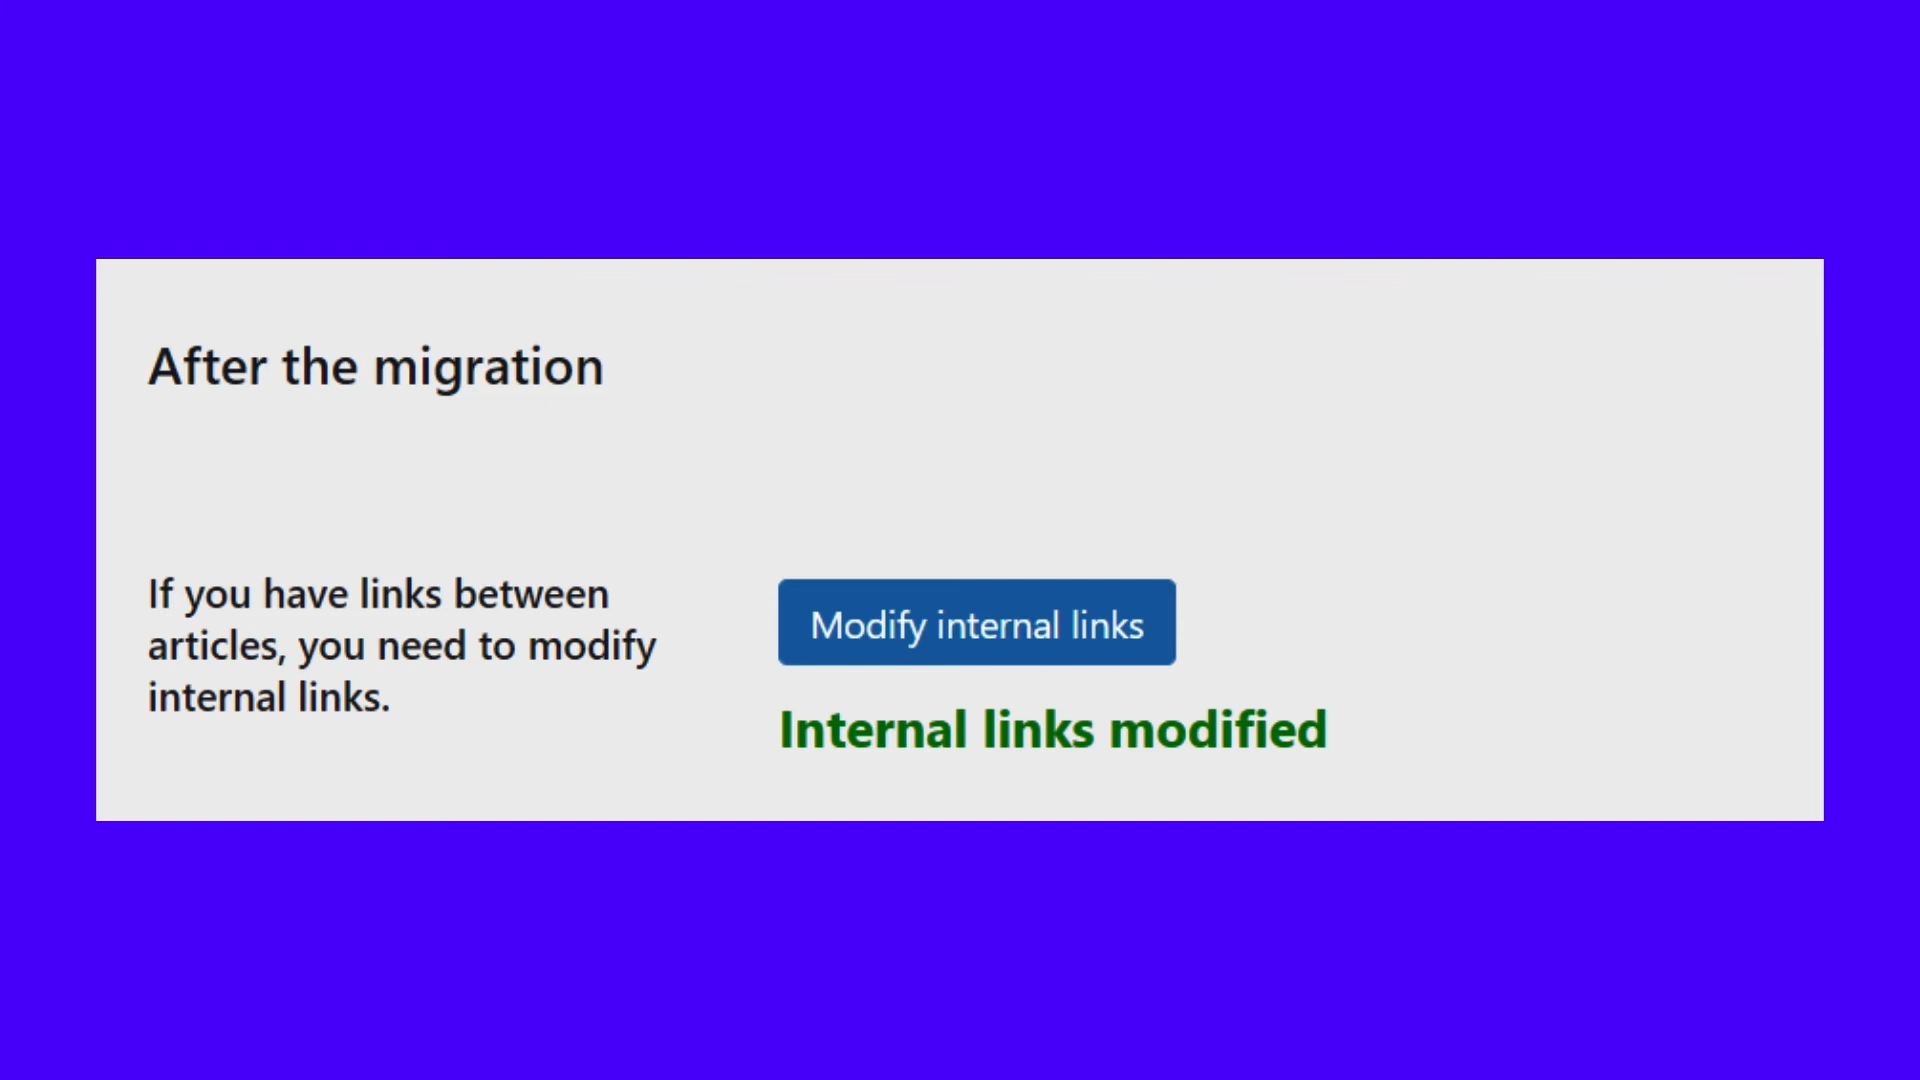 After the migration
If you have links between
articles, you need to modify
internal links.
Modify internal links
Internal links modified